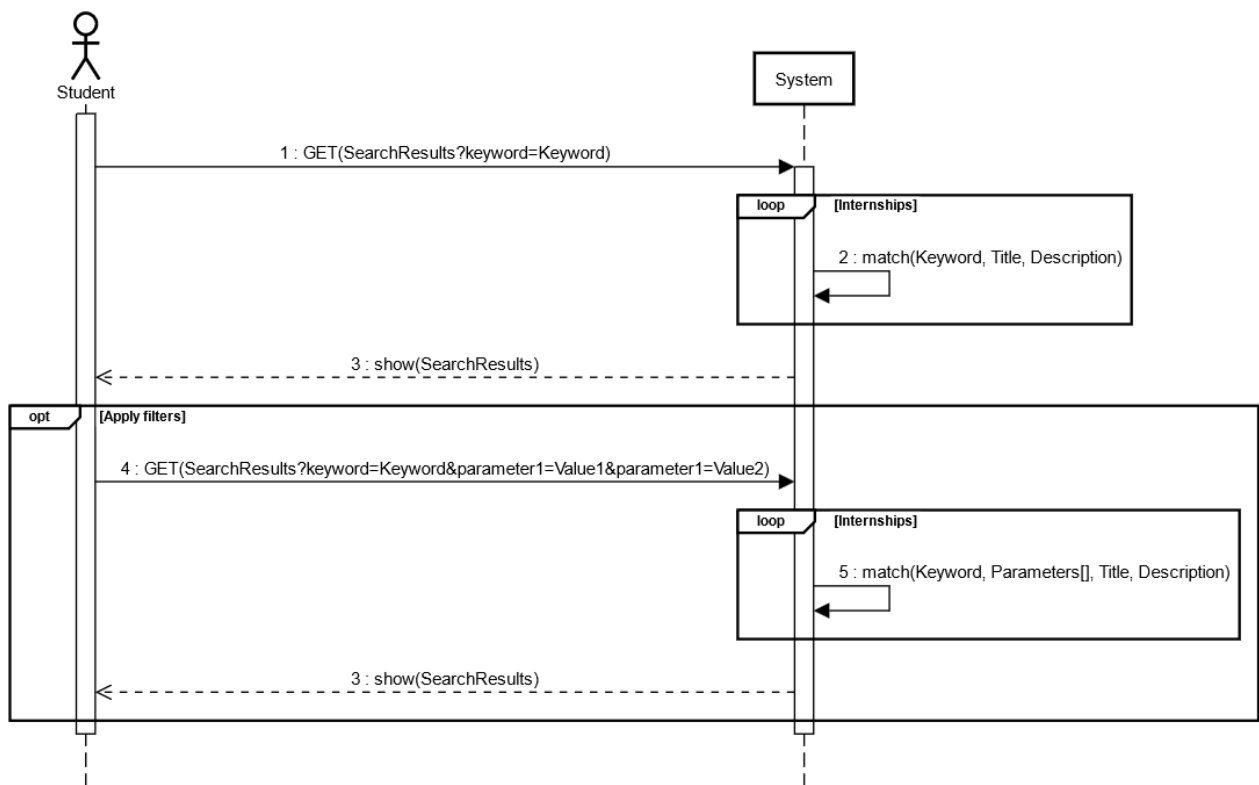 Student
System
1 : GET(SearchResults?keyword=Keyword)
loop
[Internships]
2 : match(Keyword, Title, Description)
3 : show(SearchResults)
opt
[Apply filters]
4 : GET(SearchResults?keyword=Keyword&parameter1=Value1&parameter1=Value2)
loop
[Internships]
5 : match(Keyword, Parameters[], Title, Description)
3 : show(SearchResults)